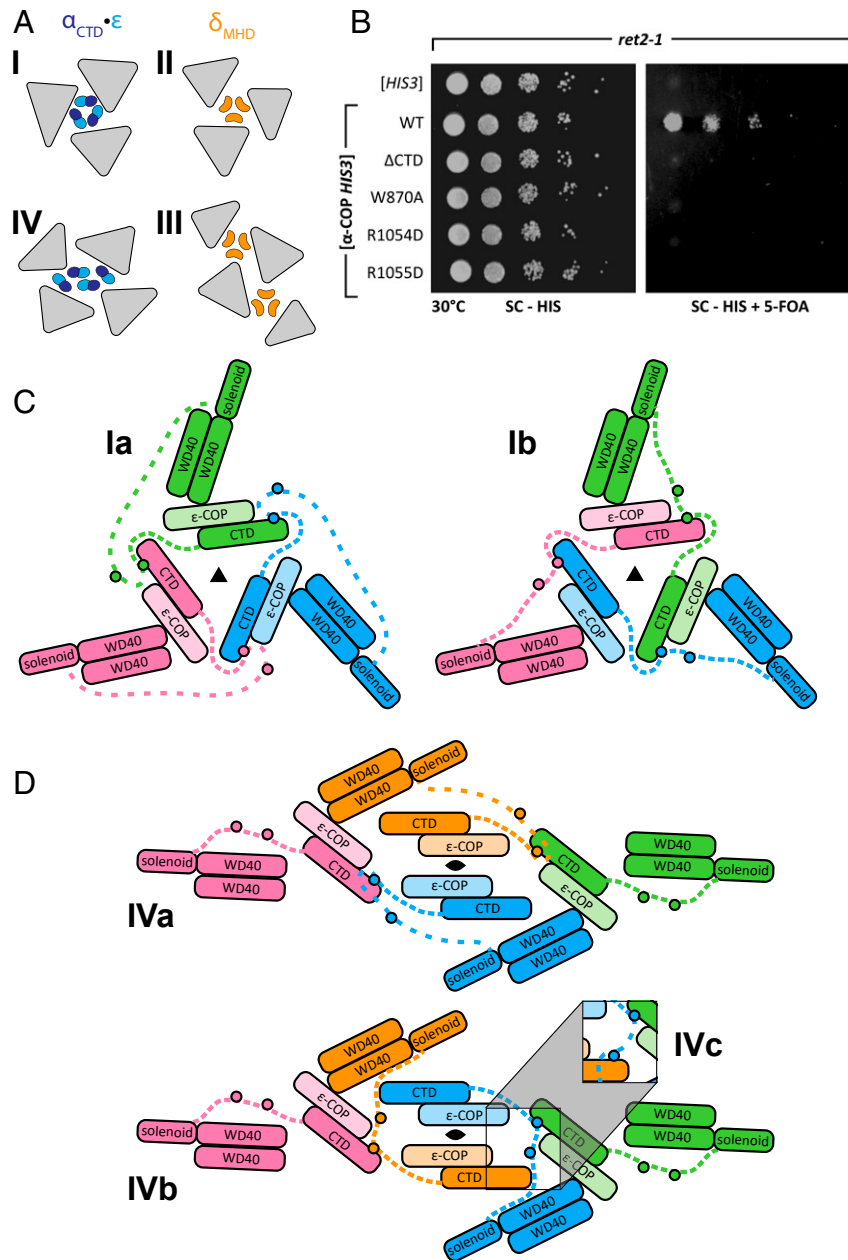 A
α CTD •ε
δ MHD
I
II
IV
III
B
ret2-1
[HIS3]
WT
ΔCTD
W870A
R1054D
R1055D
[α-COP HIS3]
30°C
SC - HIS
SC - HIS + 5-FOA
C
Ia
solenoid
WD40
WD40
ε-COP
CTD
CTD
ε-COP
CTD
ε-COP
WD40
WD40
solenoid
solenoid
WD40
WD40
Ib
solenoid
WD40
WD40
ε-COP
CTD
CTD
ε-COP
CTD
ε-COP
WD40
WD40
solenoid
solenoid
WD40
WD40
D
WD40
WD40
solenoid
ε-COP
CTD
CTD
ε-COP
ε-COP
CTD
CTD
ε-COP
solenoid
WD40
WD40
WD40
WD40
solenoid
IVa
solenoid
WD40
WD40
IVc
WD40
WD40
solenoid
ε-COP
CTD
CTD
ε-COP
ε-COP
CTD
CTD
ε-COP
solenoid
WD40
WD40
WD40
WD40
solenoid
IVb
solenoid
WD40
WD40